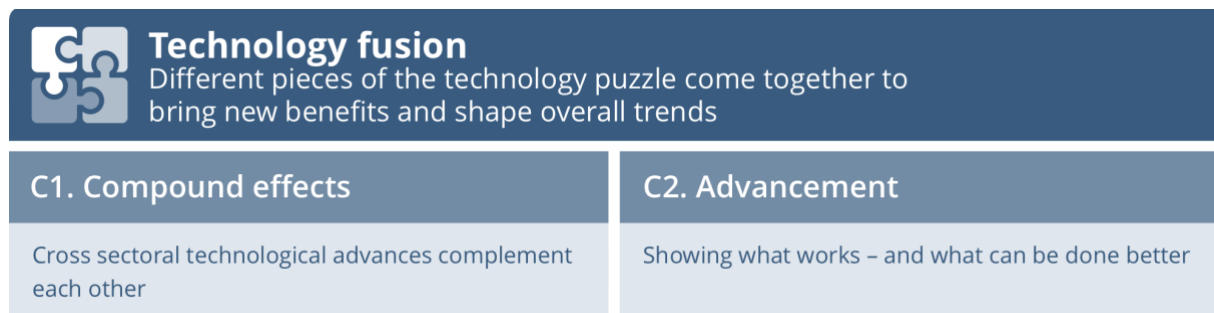 Technology fusion
Different pieces of the technology puzzle come together to
bring new benefits and shape overall trends
C1. Compound effects
Cross sectoral technological advances complement
each other
C2. Advancement
Showing what works – and what can be done better